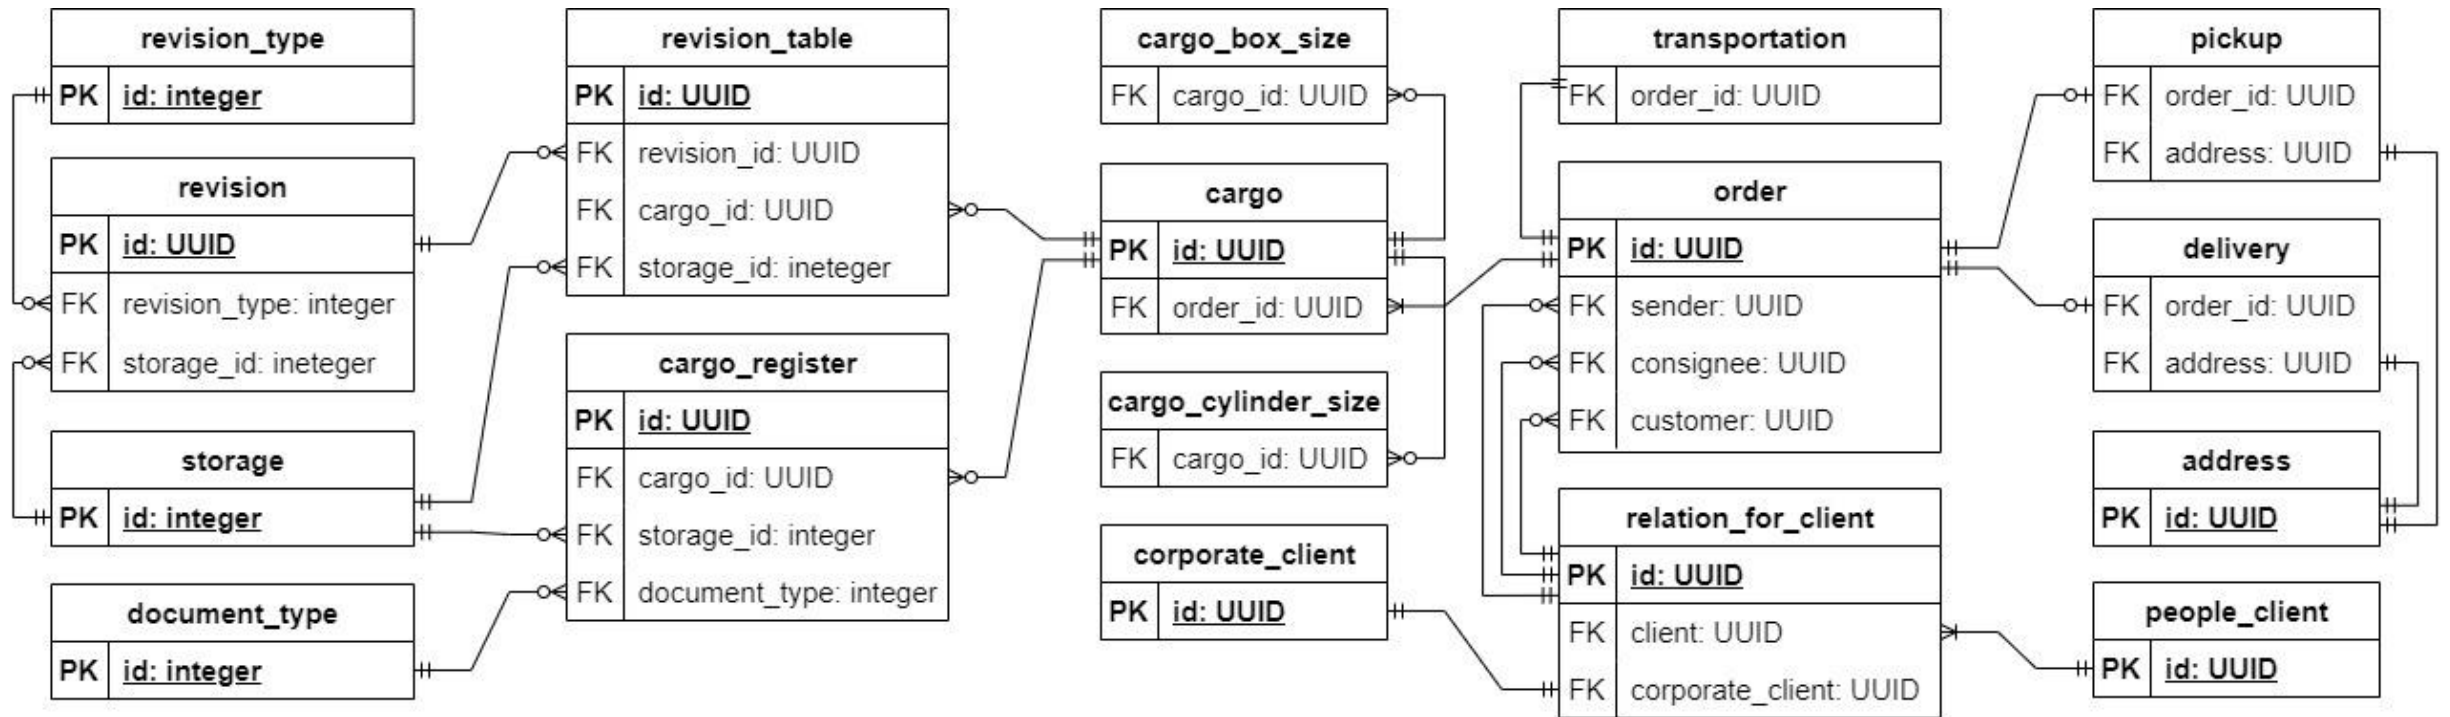 revision_type
PK id: integer
revision
PK id: UUID
FK revision_type: integer
FK storage_id: ineteger
storage
PK id: integer
document_type
PK id: integer
revision_table
PK id: UUID
FK revision_id: UUID
FK cargo_id: UUID
FK storage_id: ineteger
cargo_register
PK id: UUID
FK cargo_id: UUID
FK storage_id: integer
FK document_type: integer
cargo_box_size
FK cargo_id: UUID
cargo
PK id: UUID
FK order_id: UUID
cargo_cylinder_size
FK cargo_id: UUID
corporate_client
PK id: UUID
transportation
FK order_id: UUID
order
PK id: UUID
FK sender: UUID
FK consignee: UUID
FK customer: UUID
relation_for_client
PK id: UUID
FK client: UUID
FK corporate_client: UUID
pickup
FK order_id: UUID
FK address: UUID
delivery
FK order_id: UUID
FK address: UUID
address
PK id: UUID
people_client
PK id: UUID